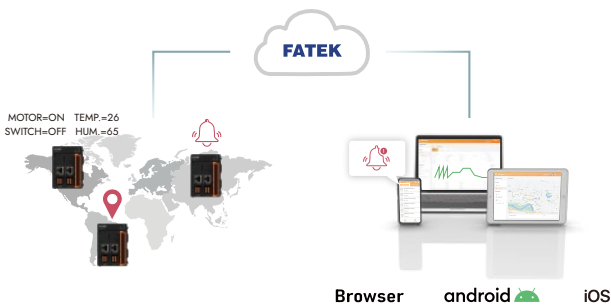 FATEK
MOTOR=ON TEMP.=26
SWITCH=OFF HUM.=65
Browser android iOS